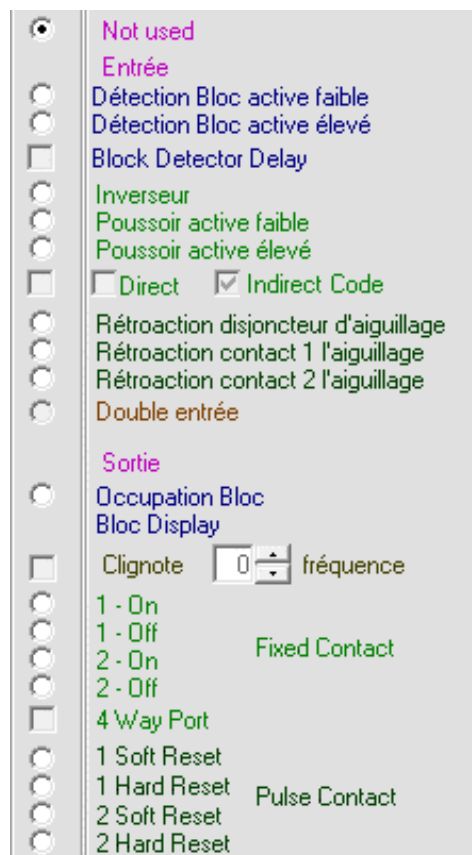 Not used
Entrée
Détection Bloc active faible
Détection Bloc active élevé
Block Detector Delay
Inverseur
Poussoir active faible
Poussoir active élevé
Direct Indirect Code
Rétroaction disjoncteur d'aiguillage
Rétroaction contact 1 l'aiguillage
Rétroaction contact 2 l'aiguillage
Double entrée
Sortie
Occupation Bloc
Bloc Display
Clignote 0 fréquence
1 - On
1 - Off
2 - On
2 - Off
Fixed Contact
4 Way Port
1 Soft Reset
1 Hard Reset
2 Soft Reset
2 Hard Reset
Pulse Contact